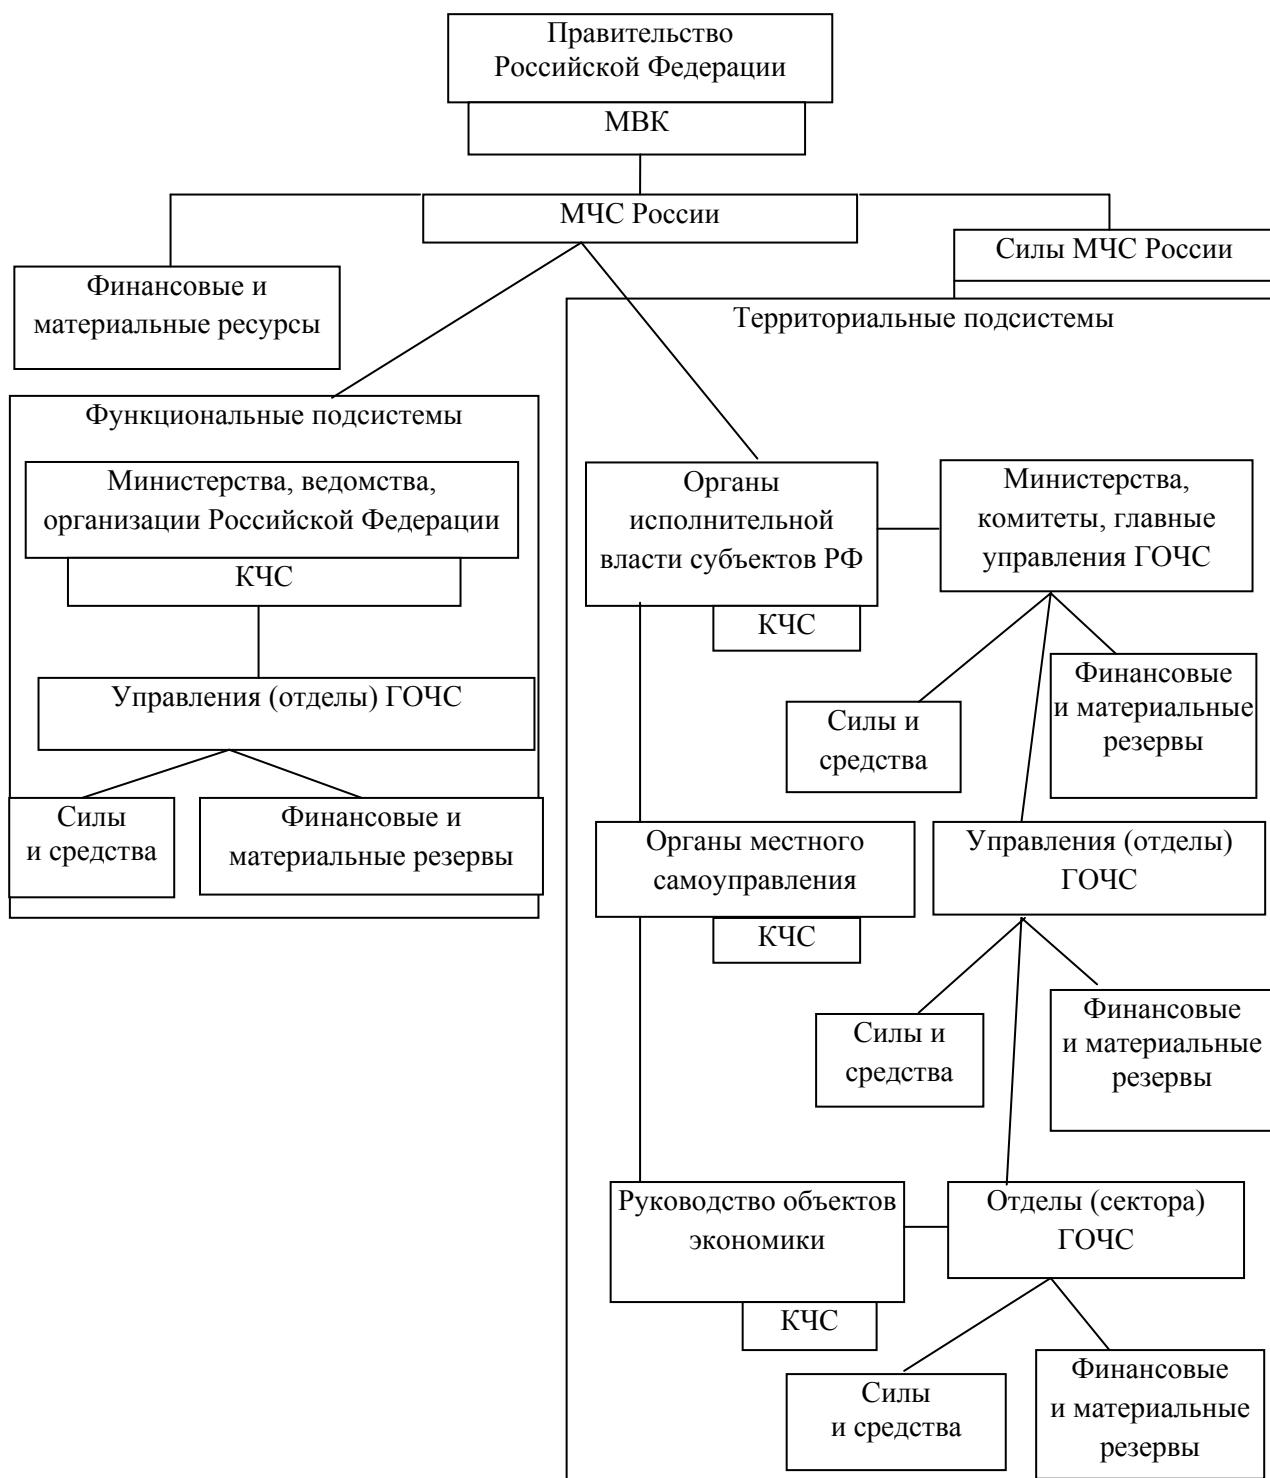 Правительство
Российской Федерации
МВК
МЧС России
Силы МЧС России
Финансовые и
материальные ресурсы
Территориальные подсистемы
Функциональные подсистемы
Министерства, ведомства,
организации Российской Федерации
КЧС
Управления (отделы) ГОЧС
Силы
и средства
Финансовые и
материальные резервы
Органы
исполнительной
власти субъектов РФ
КЧС
Министерства,
комитеты, главные
управления ГОЧС
Силы и
средства
Финансовые
и материальные
резервы
Органы местного
самоуправления
КЧС
Управления (отделы)
ГОЧС
Силы и
средства
Финансовые
и материальные
резервы
Руководство объектов
экономики
КЧС
Отделы (сектора)
ГОЧС
Силы
и средства
Финансовые
и материальные
резервы